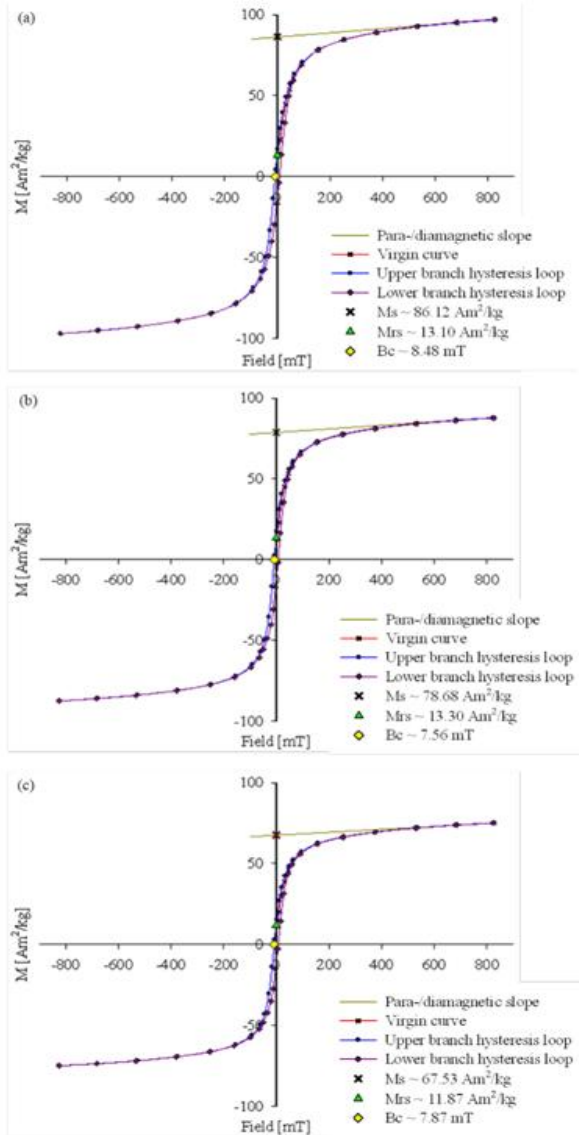 (a)
100
50
0
-50
-100
-800 -600 -400 -200 0 200 400 600 800
M [Am²/kg]
Field [mT]
Para-/diamagnetic slope
Virgin curve
Upper branch hysteresis loop
Lower branch hysteresis loop
Ms ~ 86.12 Am²/kg
Mrs ~ 13.10 Am²/kg
Bc ~ 8.48 mT
(b)
100
50
0
-50
-100
-800 -600 -400 -200 0 200 400 600 800
M [Am²/kg]
Field [mT]
Para-/diamagnetic slope
Virgin curve
Upper branch hysteresis loop
Lower branch hysteresis loop
Ms ~ 78.68 Am²/kg
Mrs ~ 13.30 Am²/kg
Bc ~ 7.56 mT
(c)
100
50
0
-50
-100
-800 -600 -400 -200 0 200 400 600 800
M [Am²/kg]
Field [mT]
Para-/diamagnetic slope
Virgin curve
Upper branch hysteresis loop
Lower branch hysteresis loop
Ms ~ 67.53 Am²/kg
Mrs ~ 11.87 Am²/kg
Bc ~ 7.87 mT